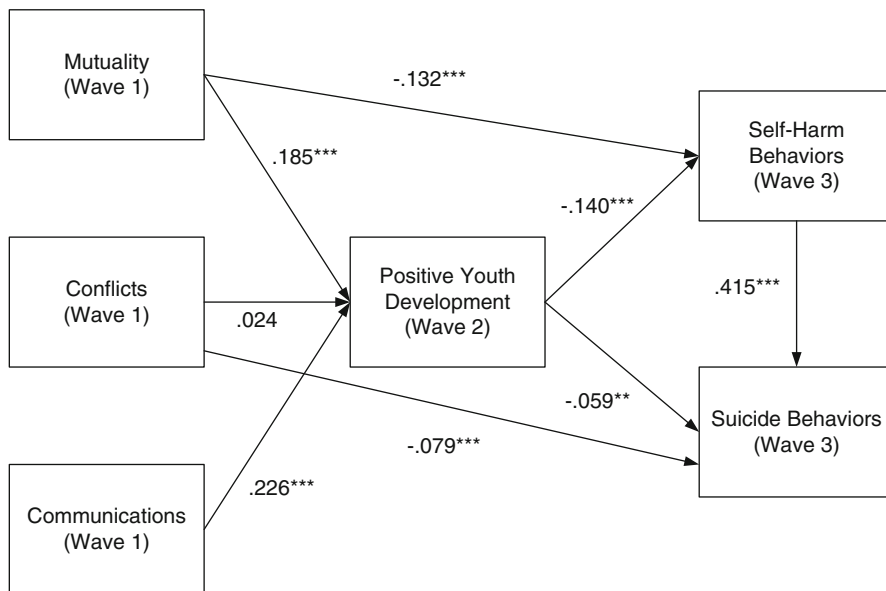 Mutuality
(Wave 1)
-.132***
Self-Harm
Behaviors
(Wave 3)
.185***
-.140***
Conflicts
(Wave 1)
.024
Positive Youth
Development
(Wave 2)
.415***
-.059**
-.079***
Suicide Behaviors
(Wave 3)
.226***
Communications
(Wave 1)